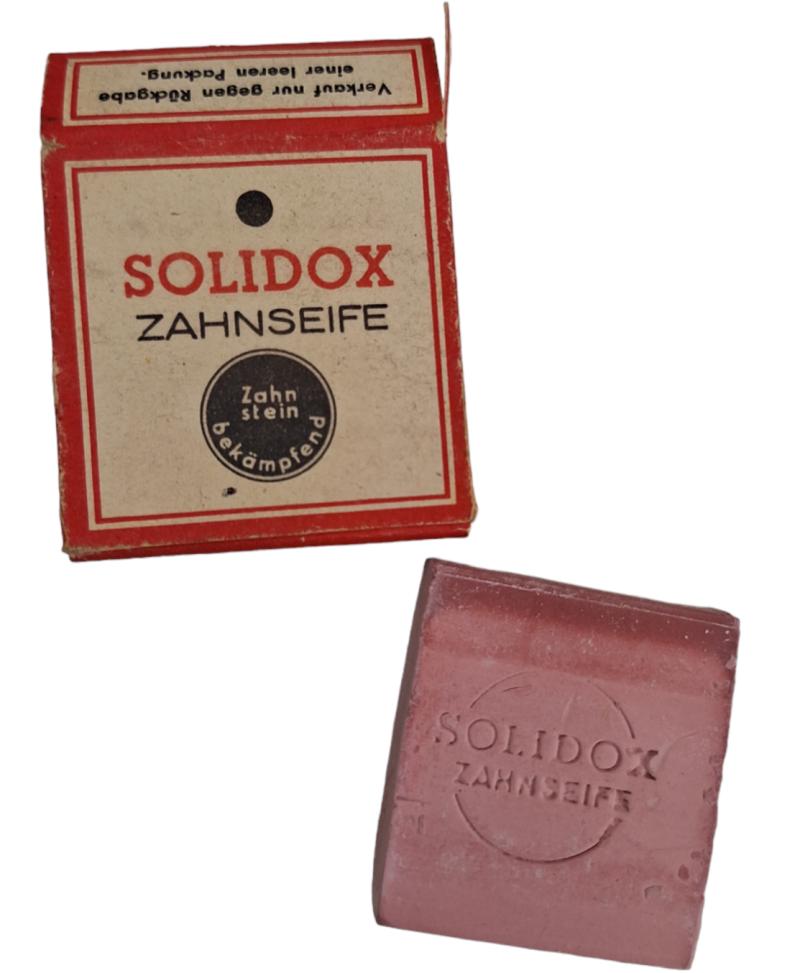 Verkauf nur gegen Rückgabe
einer leeren Packung.
SOLIDOX
ZAHNSEIFE
Zahn
stein
bekämpfend
SOLIDOX
ZAHNSEIFE